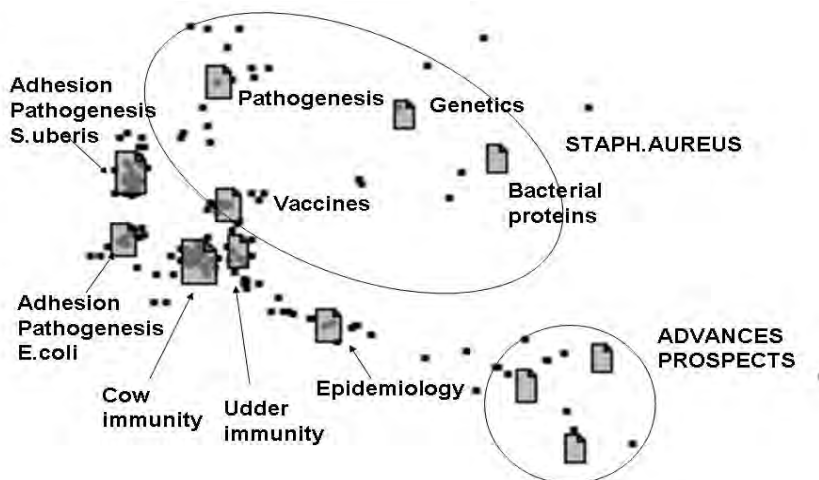 Adhesion
Pathogenesis
S.uberis
Pathogenesis
Genetics
STAPH.AUREUS
Bacterial
proteins
Vaccines
Adhesion
Pathogenesis
E.coli
Cow
immunity
Udder
immunity
Epidemiology
ADVANCES
PROSPECTS